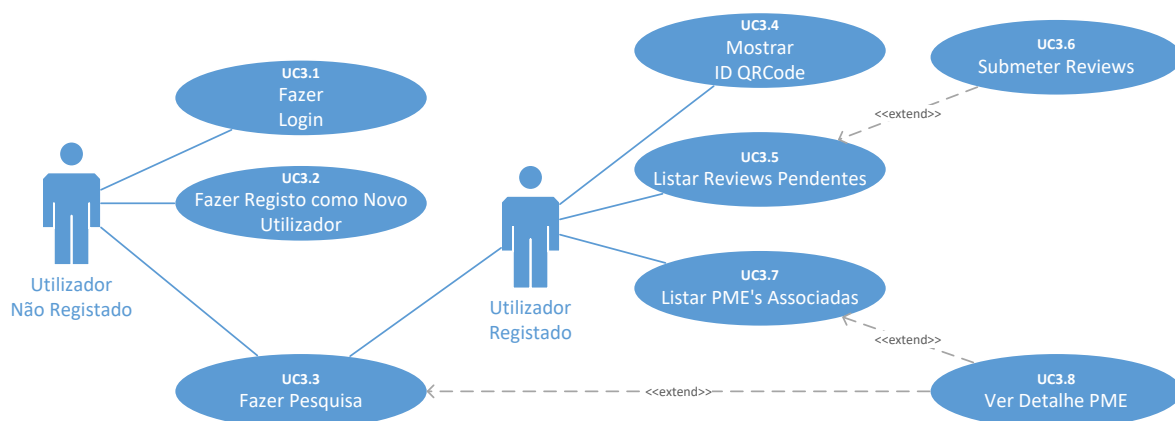 UC3.1
Fazer
Login
UC3.2
Fazer Registo como Novo
Utilizador
Utilizador
Não Registado
UC3.3
Fazer Pesquisa
Utilizador
Registado
UC3.4
Mostrar
ID QRCode
UC3.5
Listar Reviews Pendentes
<<extend>>
UC3.6
Submeter Reviews
UC3.7
Listar PME's Associadas
<<extend>>
<<extend>>
UC3.8
Ver Detalhe PME